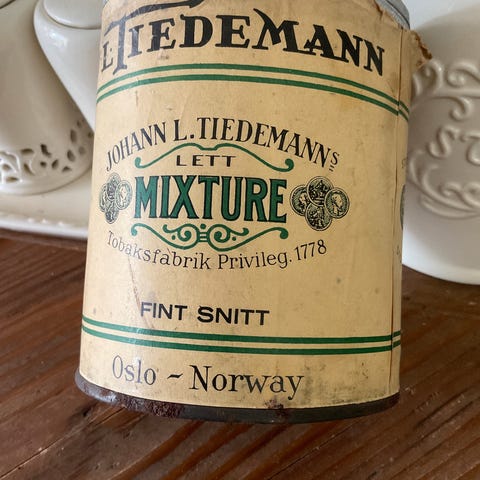 L TIEDEMANN
JOHANN L. TIEDEMANNS
LETT
MIXTURE
Tobaksfabrik Privileg. 1778
FINT SNITT
Oslo ~ Norway